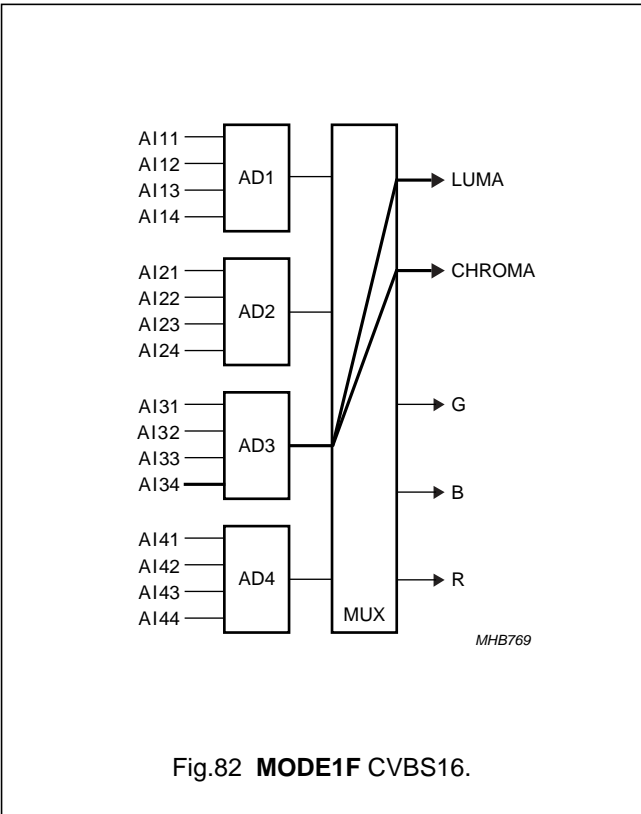 AI11
AI12
AI13
AI14
AD1
AI21
AI22
AI23
AI24
AD2
AI31
AI32
AI33
AI34
AD3
AI41
AI42
AI43
AI44
AD4
MUX
LUMA
CHROMA
G
B
R
MHB769
Fig.82 MODE1F CVBS16.